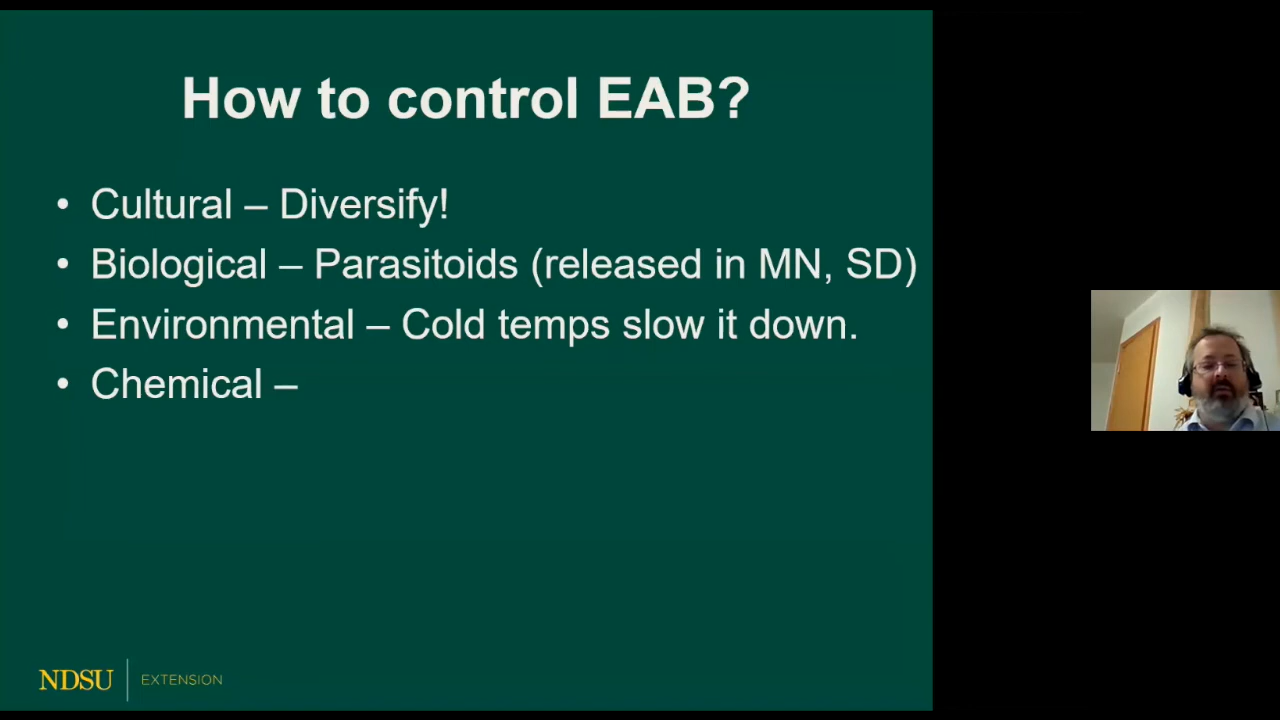 How to control EAB?
• Cultural – Diversify!
• Biological – Parasitoids (released in MN, SD)
• Environmental – Cold temps slow it down.
• Chemical –
NDSU EXTENSION